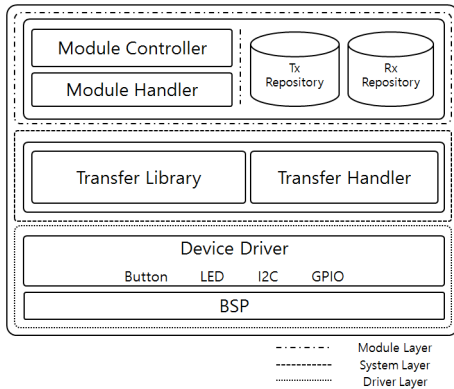 Module Controller
Module Handler
Tx
Repository
Rx
Repository
Transfer Library
Transfer Handler
Device Driver
Button LED I2C GPIO
BSP
Module Layer
System Layer
Driver Layer